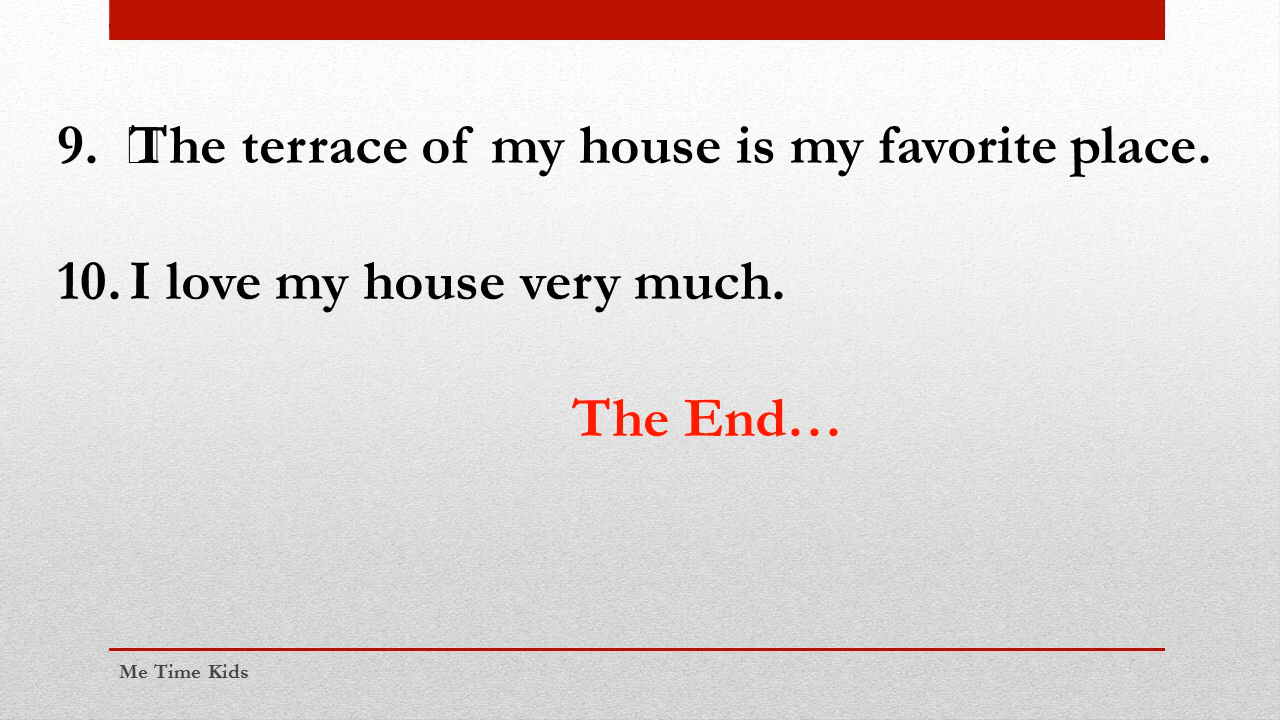 9. The terrace of my house is my favorite place.
10. I love my house very much.
The End…
Me Time Kids